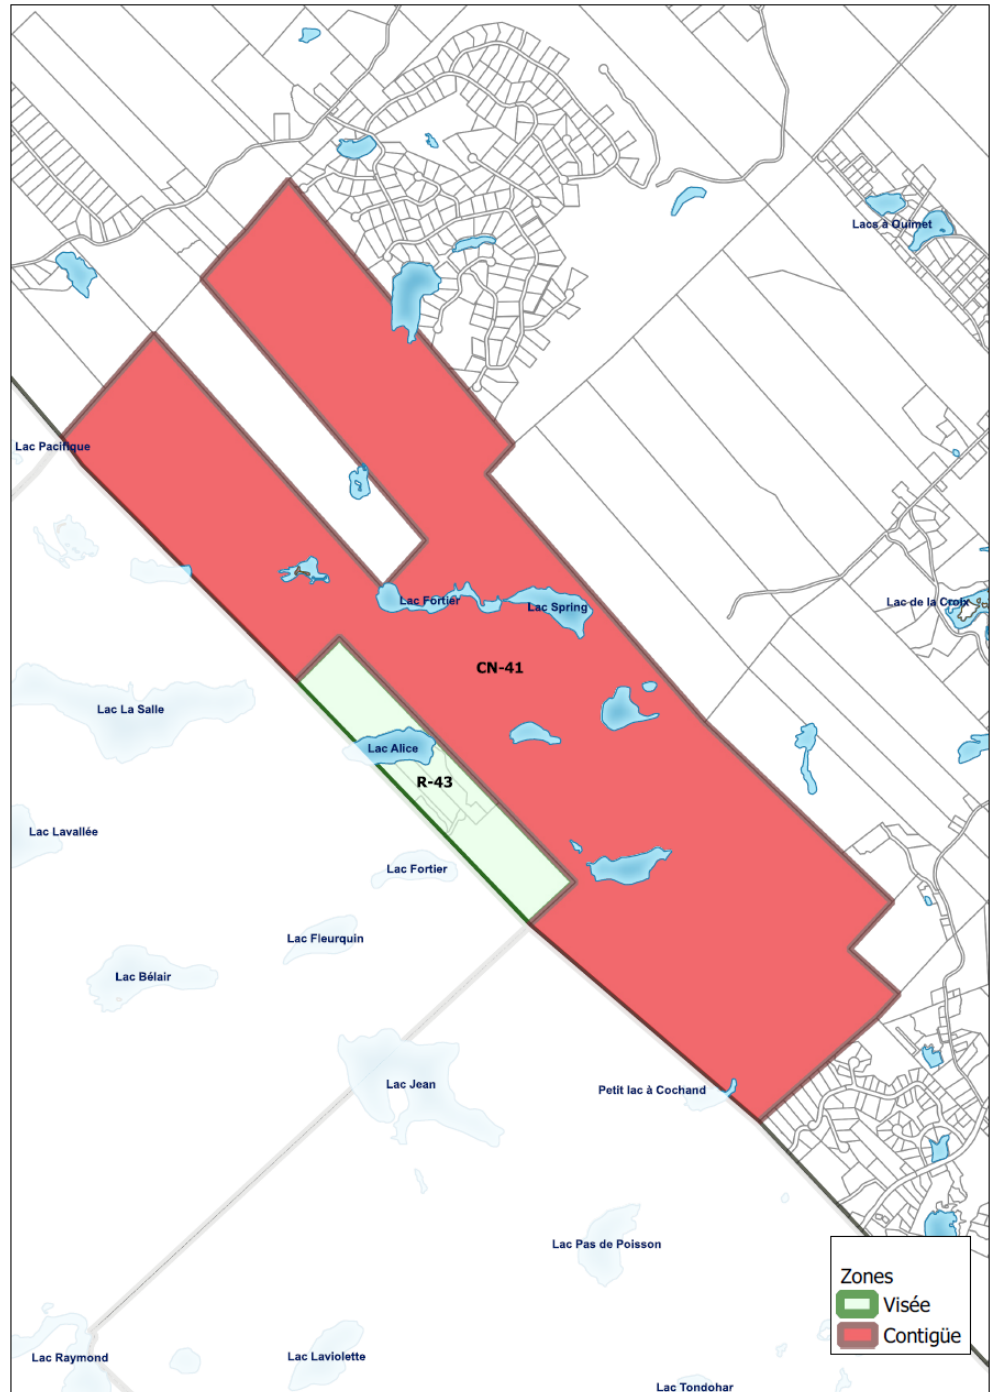 Lacs à Ouimet
Lac Pacifique
Lac Fortier
Lac Spring
Lac de la Croix
CN-41
Lac La Salle
Lac Alice
R-43
Lac Lavallée
Lac Fortier
Lac Fleurquin
Lac Bélair
Lac Jean
Petit lac à Cochand
Lac Pas de Poisson
Zones
Visée
Contigüe
Lac Raymond
Lac Laviolette
Lac Tondohar